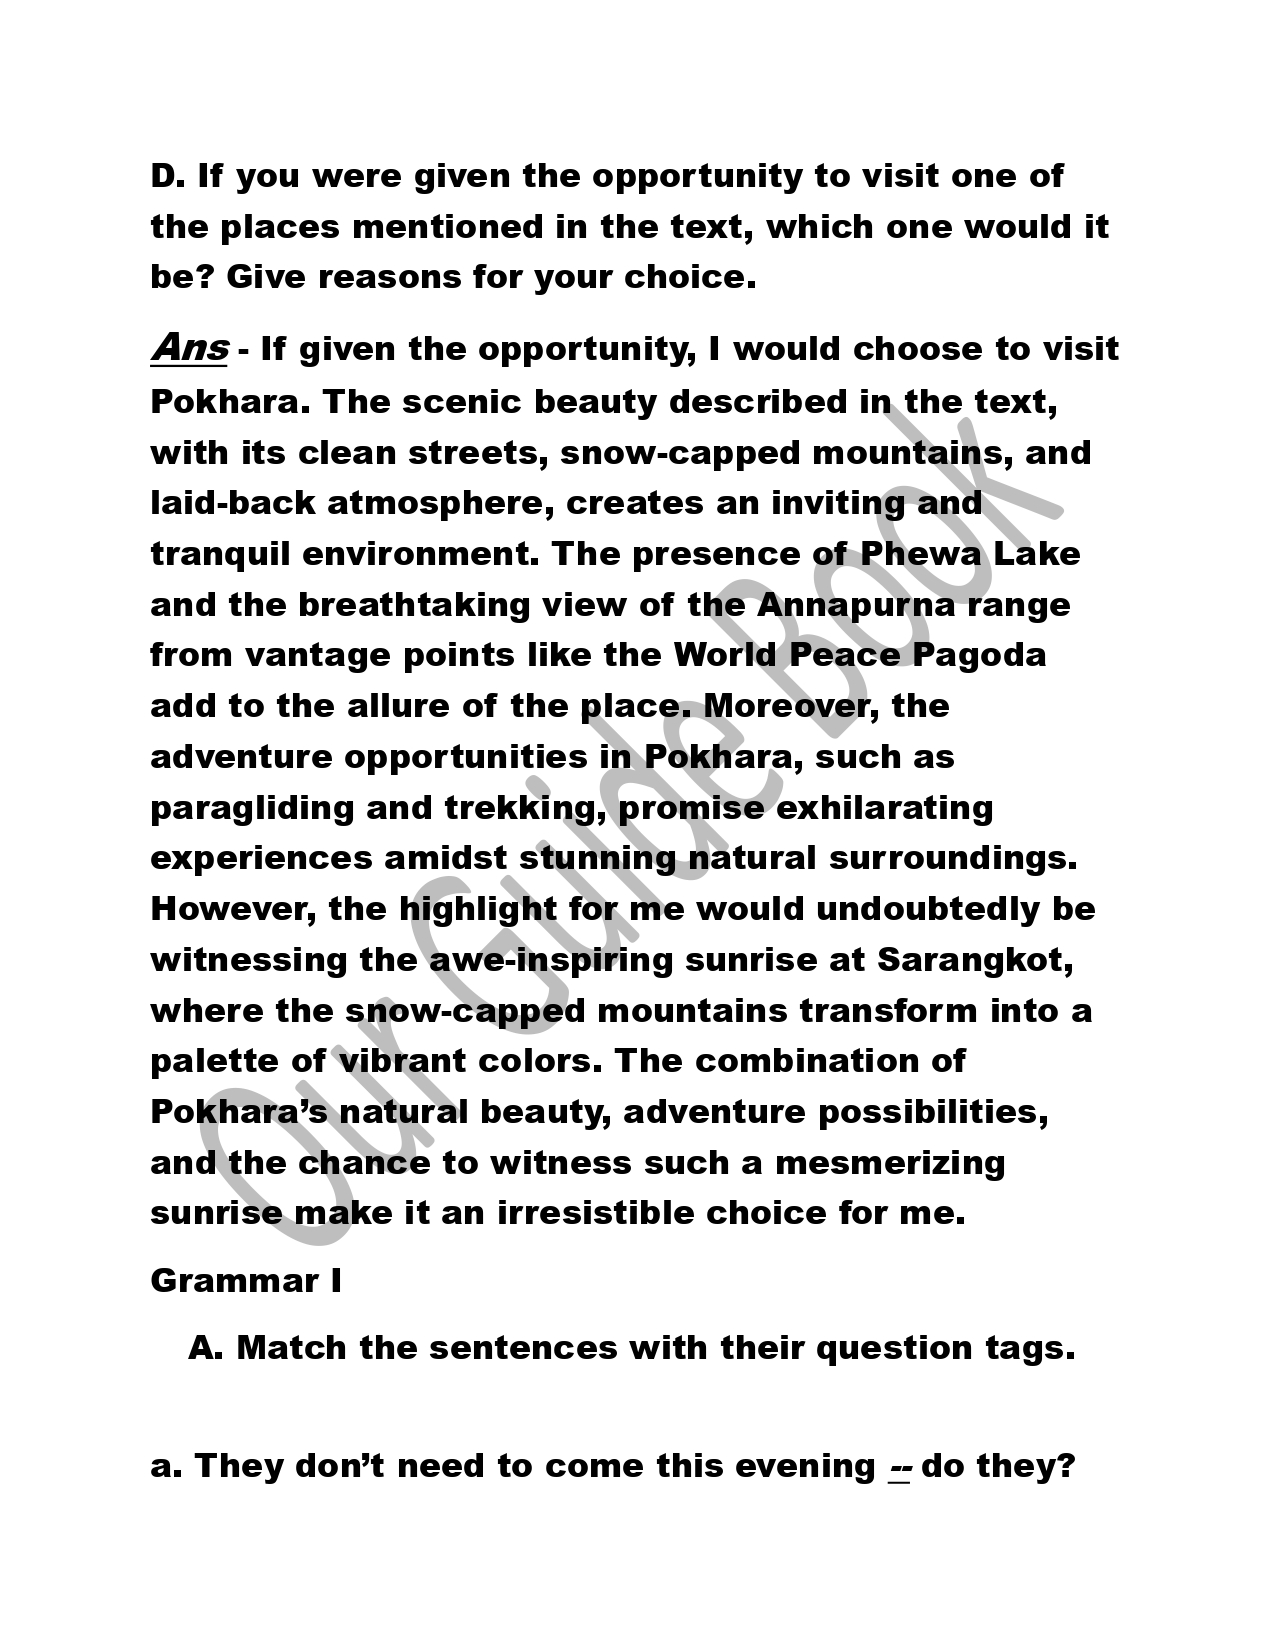 D. If you were given the opportunity to visit one of
the places mentioned in the text, which one would it
be? Give reasons for your choice.
Ans - If given the opportunity, I would choose to visit
Pokhara. The scenic beauty described in the text,
with its clean streets, snow-capped mountains, and
laid-back atmosphere, creates an inviting and
tranquil environment. The presence of Phewa Lake
and the breathtaking view of the Annapurna range
from vantage points like the World Peace Pagoda
add to the allure of the place. Moreover, the
adventure opportunities in Pokhara, such as
paragliding and trekking, promise exhilarating
experiences amidst stunning natural surroundings.
However, the highlight for me would undoubtedly be
witnessing the awe-inspiring sunrise at Sarangkot,
where the snow-capped mountains transform into a
palette of vibrant colors. The combination of
Pokhara’s natural beauty, adventure possibilities,
and the chance to witness such a mesmerizing
sunrise make it an irresistible choice for me.
Grammar I
A. Match the sentences with their question tags.
a. They don’t need to come this evening -- do they?
Our Guide Book